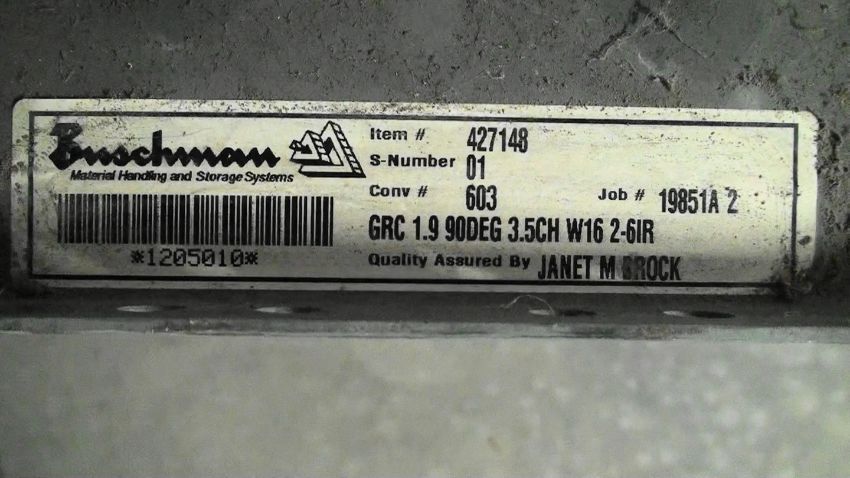 Buschman
Material Handling and Storage Systems
*1205010*
Item # 427148
S-Number 01
Conv # 603 Job # 19851A 2
GRC 1.9 90DEG 3.5CH W16 2-6IR
Quality Assured By JANET M BROCK